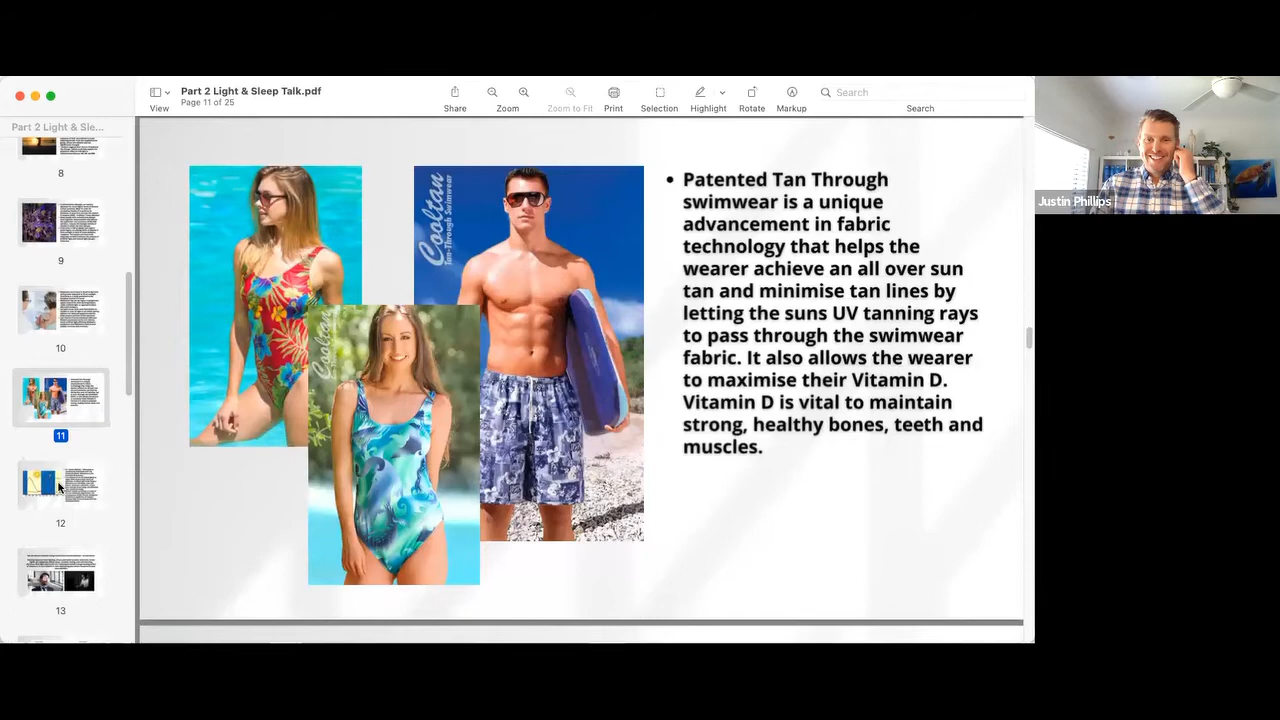 Part 2 Light & Sleep Talk.pdf
Page 11 of 25
View
Share
Zoom
Zoom to Fit
Print
Selection
Highlight
Rotate
Markup
Search
Search
Part 2 Light & Sle...
8
9
10
11
12
13
Cooltan
Tan-Through Swimwear
Cooltan
• Patented Tan Through
swimwear is a unique
advancement in fabric
technology that helps the
wearer achieve an all over sun
tan and minimise tan lines by
letting the suns UV tanning rays
to pass through the swimwear
fabric. It also allows the wearer
to maximise their Vitamin D.
Vitamin D is vital to maintain
strong, healthy bones, teeth and
muscles.
Justin Phillips